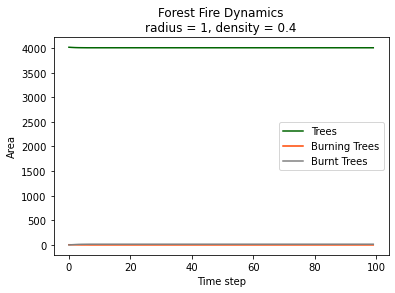 Forest Fire Dynamics
radius = 1, density = 0.4
Area
4000
3500
3000
2500
2000
1500
1000
500
0
Trees
Burning Trees
Burnt Trees
0
20
40
60
80
100
Time step